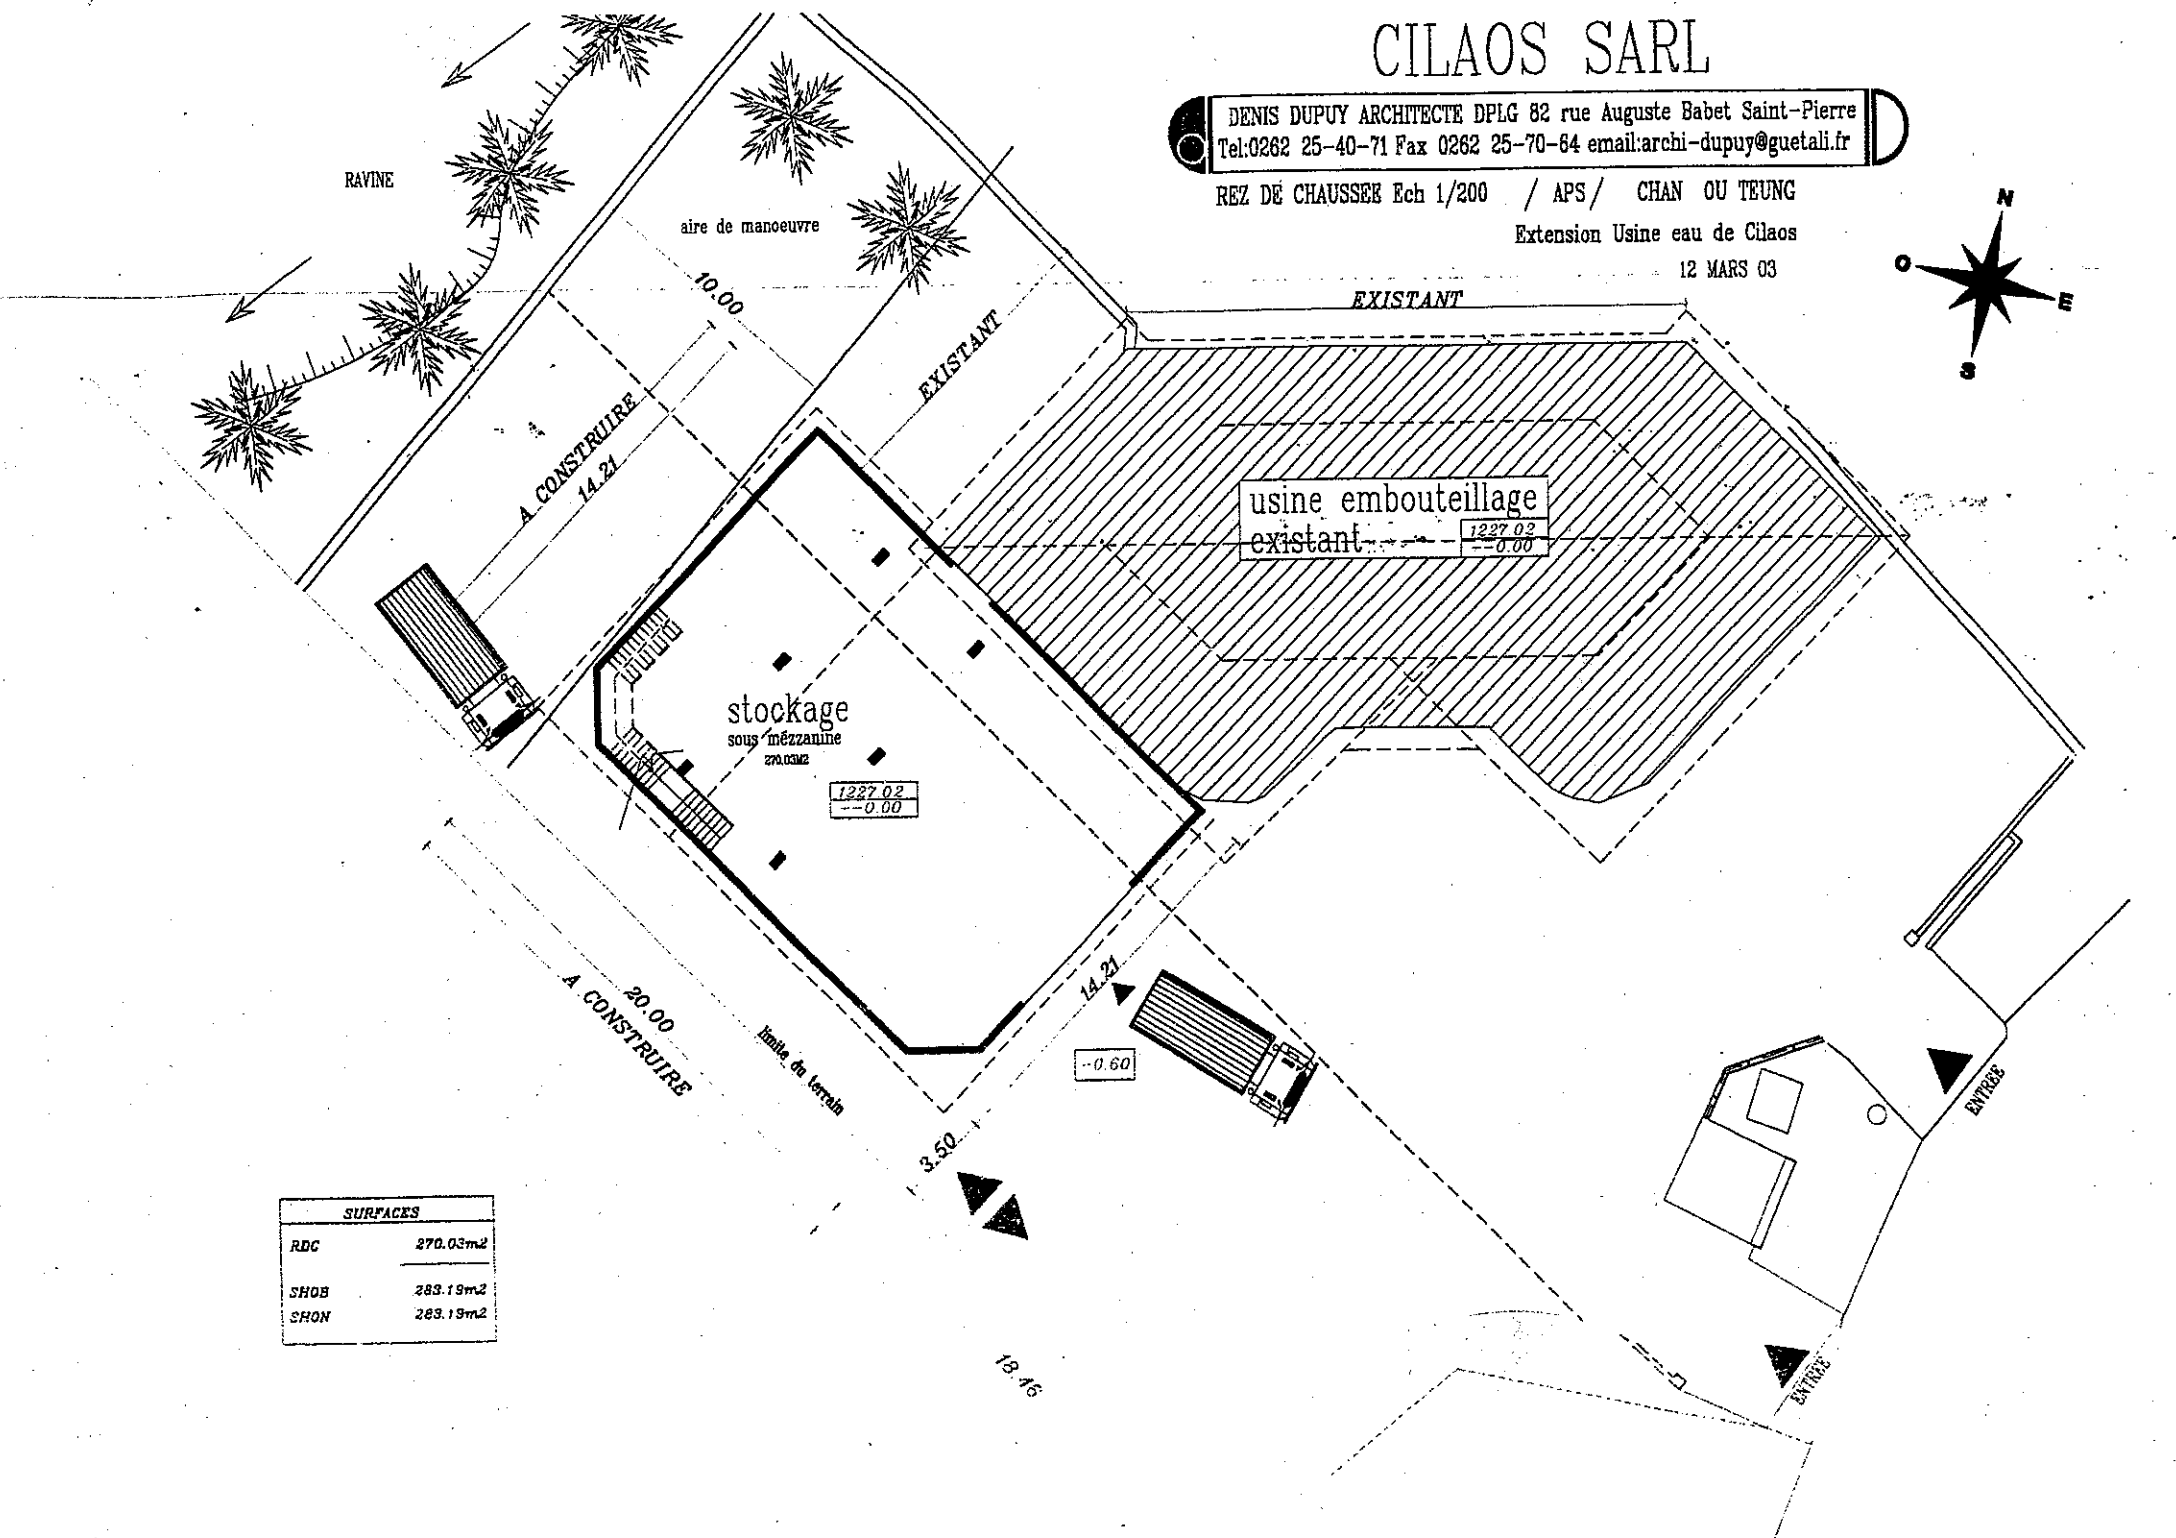 CILAOS SARL
DENIS DUPUY ARCHITECTE DPLG 82 rue Auguste Babet Saint-Pierre
Tel:0262 25-40-71 Fax 0262 25-70-64 email:archi-dupuy@guetali.fr
REZ DE CHAUSSEE Ech 1/200 / APS / CHAN OU TEUNG
Extension Usine eau de Cilaos
12 MARS 03
N
O
E
S
RAVINE
aire de manoeuvre
10.00
EXISTANT
EXISTANT
A CONSTRUIRE
14.21
usine embouteillage
existant
1227.02
--0.00
stockage
sous mézzanine
270.03M2
1227.02
--0.00
A CONSTRUIRE
20.00
limite du terrain
14.21
-0.60
3.50
ENTREE
ENTREE
18.46
SURFACES
RDC 270.03m2
SHOB 283.19m2
SHON 283.19m2